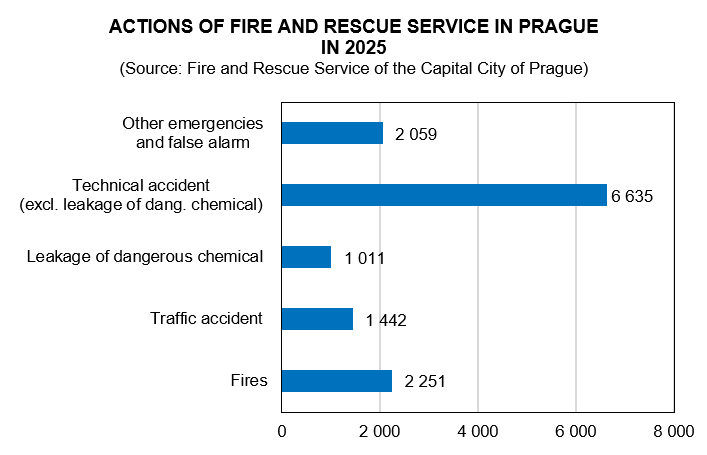 ACTIONS OF FIRE AND RESCUE SERVICE IN PRAGUE
IN 2025
(Source: Fire and Rescue Service of the Capital City of Prague)
Other emergencies
and false alarm
2 059
Technical accident
(excl. leakage of dang. chemical)
6 635
Leakage of dangerous chemical
1 011
Traffic accident
1 442
Fires
2 251
0
2 000
4 000
6 000
8 000